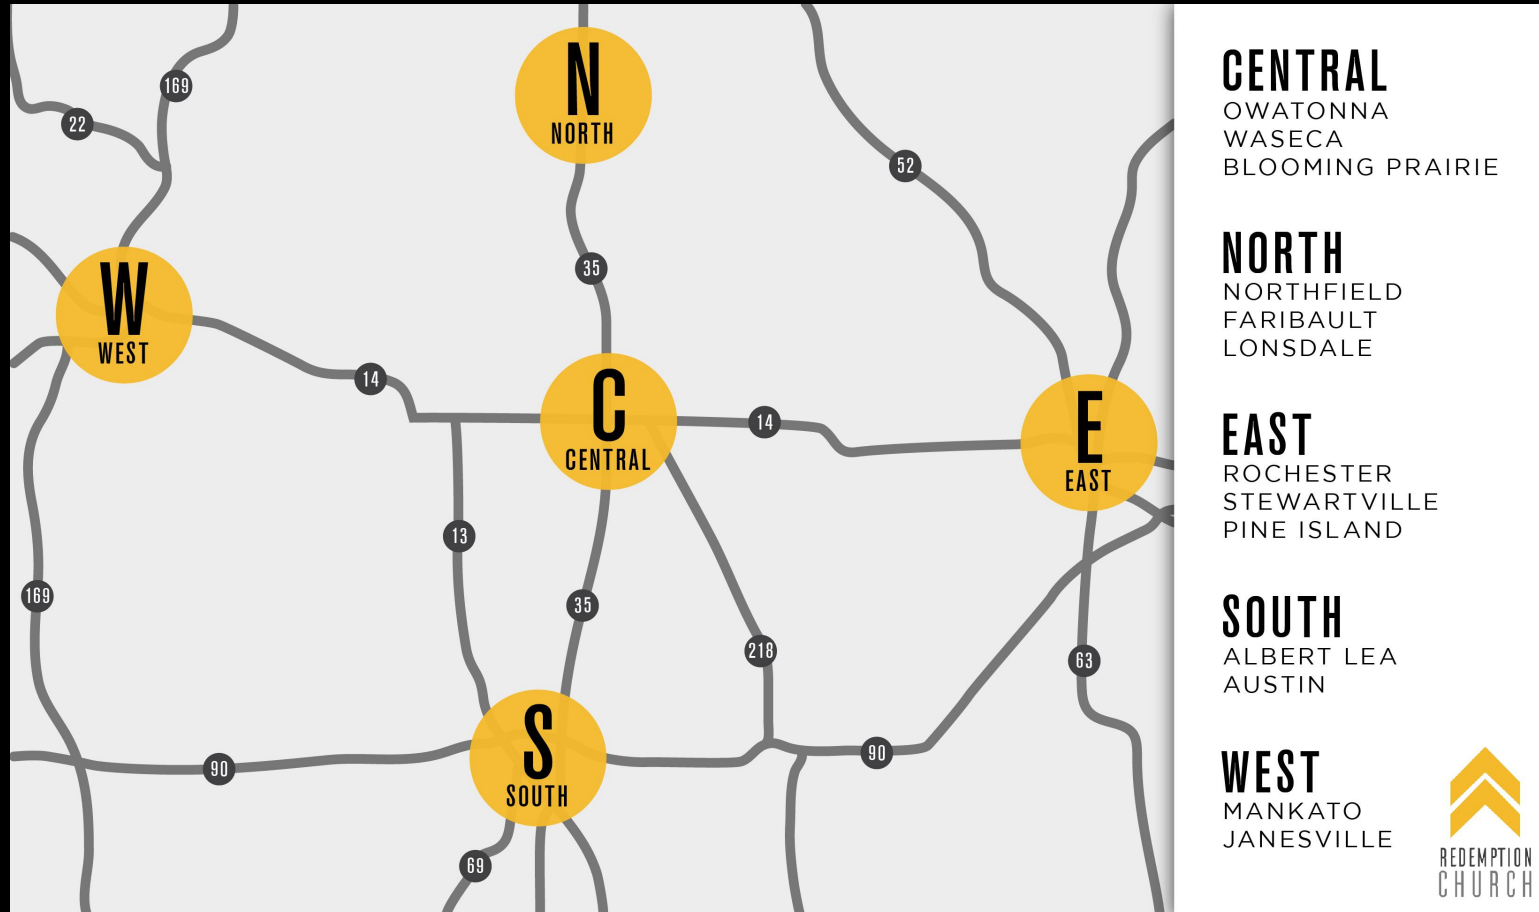 N
NORTH
169
22
52
35
W
WEST
14
C
CENTRAL
14
E
EAST
13
169
35
218
63
S
SOUTH
90
90
69
CENTRAL
OWATONNA
WASECA
BLOOMING PRAIRIE
NORTH
NORTHFIELD
FARIBAULT
LONSDALE
EAST
ROCHESTER
STEWARTVILLE
PINE ISLAND
SOUTH
ALBERT LEA
AUSTIN
WEST
MANKATO
JANESVILLE
REDEMPTION
CHURCH